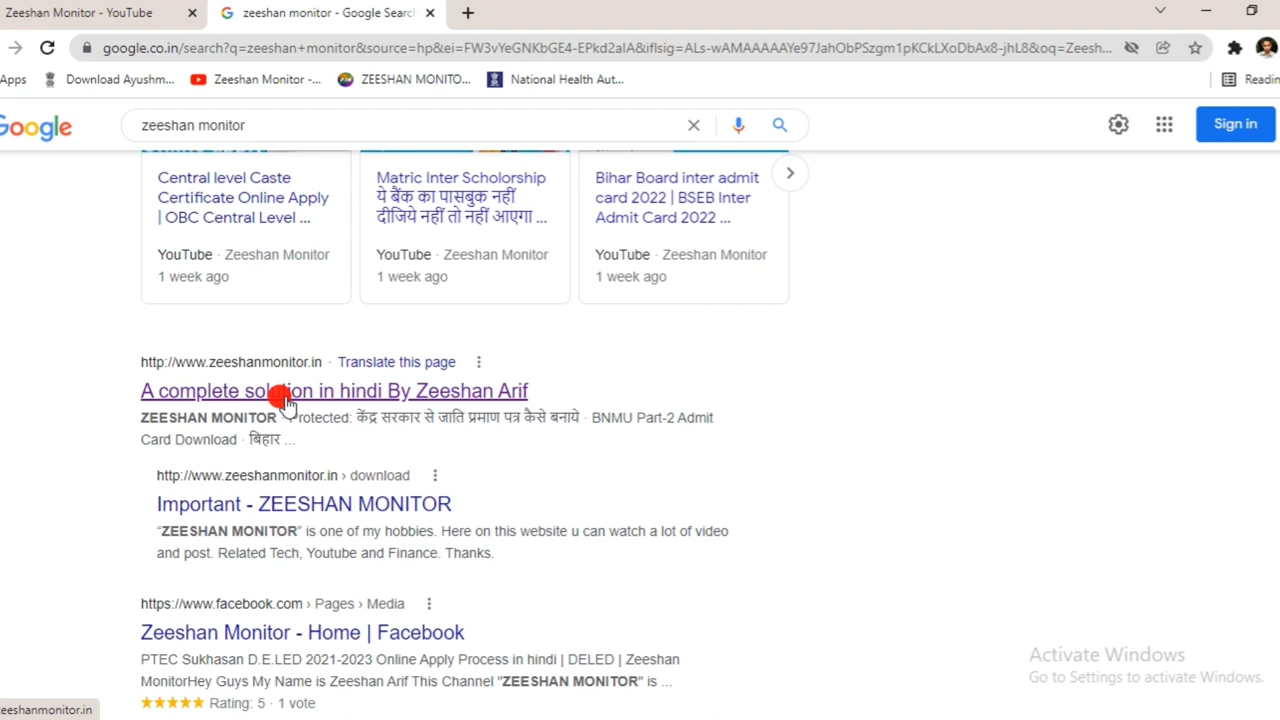 Zeeshan Monitor - YouTube
zeeshan monitor - Google Searc
google.co.in/search?q=zeeshan+monitor&source=hp&ei=FW3vYeGNKbGE4-EPkd2aIA&iflsig=ALs-wAMAAAAAYe97JahObPSzgm1pKCkLXoDbAx8-jhL8&oq=Zeesh...
Apps
Download Ayushm...
Zeeshan Monitor -...
ZEESHAN MONITO...
National Health Aut...
Readin
Google
zeeshan monitor
Sign in
Central level Caste
Certificate Online Apply
| OBC Central Level ...
YouTube · Zeeshan Monitor
1 week ago
Matric Inter Scholorship
ये बैंक का पासबुक नहीं
दीजिये नहीं तो नहीं आएगा ...
YouTube · Zeeshan Monitor
1 week ago
Bihar Board inter admit
card 2022 | BSEB Inter
Admit Card 2022 ...
YouTube · Zeeshan Monitor
1 week ago
http://www.zeeshanmonitor.in · Translate this page
A complete solution in hindi By Zeeshan Arif
ZEESHAN MONITOR · Protected: केंद्र सरकार से जाति प्रमाण पत्र कैसे बनाये · BNMU Part-2 Admit
Card Download · बिहार ...
http://www.zeeshanmonitor.in › download
Important - ZEESHAN MONITOR
“ZEESHAN MONITOR” is one of my hobbies. Here on this website u can watch a lot of video
and post. Related Tech, Youtube and Finance. Thanks.
https://www.facebook.com › Pages › Media
Zeeshan Monitor - Home | Facebook
PTEC Sukhasan D.E.LED 2021-2023 Online Apply Process in hindi | DELED | Zeeshan
MonitorHey Guys My Name is Zeeshan Arif This Channel "ZEESHAN MONITOR" is ...
Rating: 5 · 1 vote
Activate Windows
Go to Settings to activate Windows.
zeeshanmonitor.in